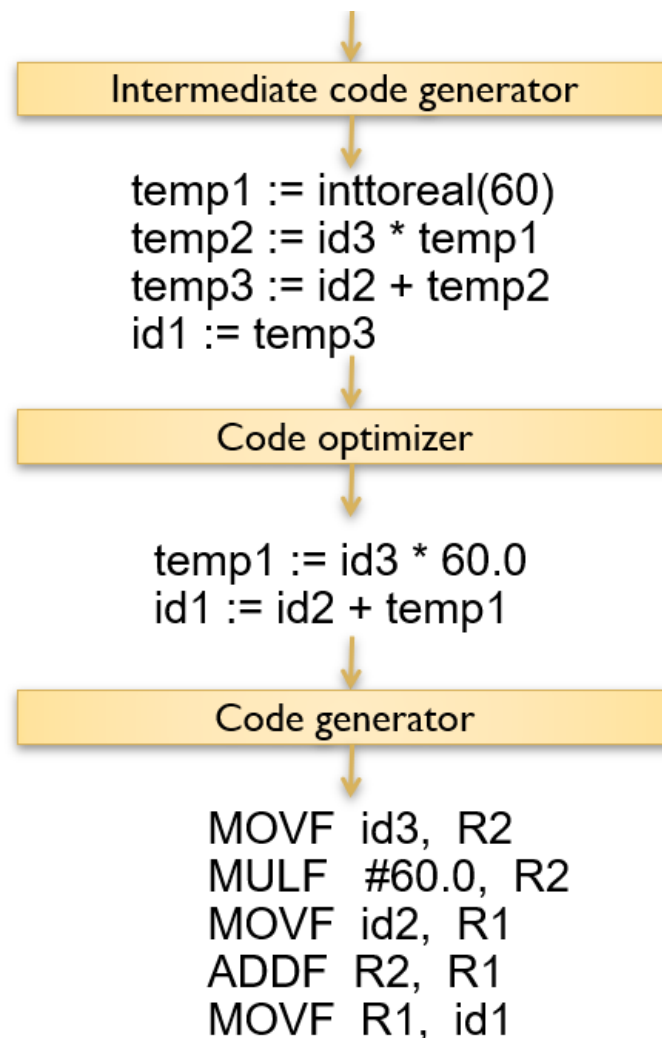 Intermediate code generator
temp1 := inttoreal(60)
temp2 := id3 * temp1
temp3 := id2 + temp2
id1 := temp3
Code optimizer
temp1 := id3 * 60.0
id1 := id2 + temp1
Code generator
MOVF id3, R2
MULF #60.0, R2
MOVF id2, R1
ADDF R2, R1
MOVF R1, id1